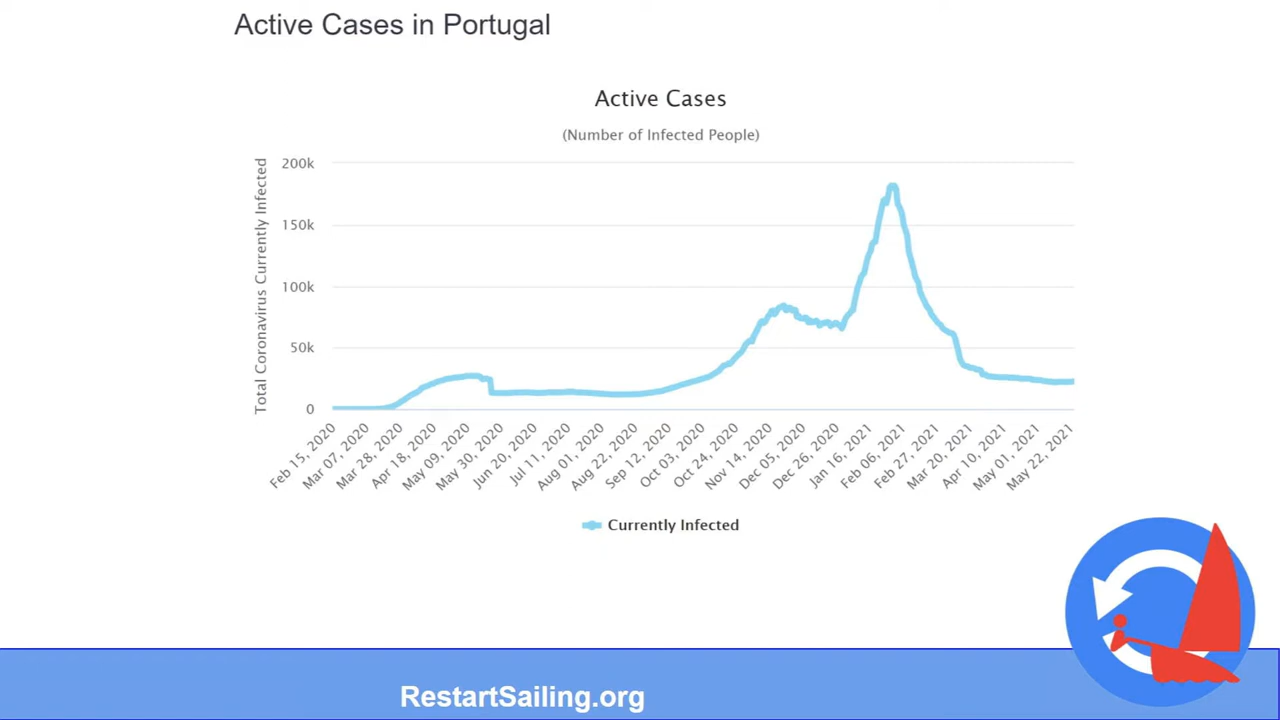 Active Cases in Portugal
Active Cases
(Number of Infected People)
Total Coronavirus Currently Infected
200k
150k
100k
50k
0
Feb 15, 2020
Mar 07, 2020
Mar 28, 2020
Apr 18, 2020
May 09, 2020
May 30, 2020
Jun 20, 2020
Jul 11, 2020
Aug 01, 2020
Aug 22, 2020
Sep 12, 2020
Oct 03, 2020
Oct 24, 2020
Nov 14, 2020
Dec 05, 2020
Dec 26, 2020
Jan 16, 2021
Feb 06, 2021
Feb 27, 2021
Mar 20, 2021
Apr 10, 2021
May 01, 2021
May 22, 2021
Currently Infected
RestartSailing.org